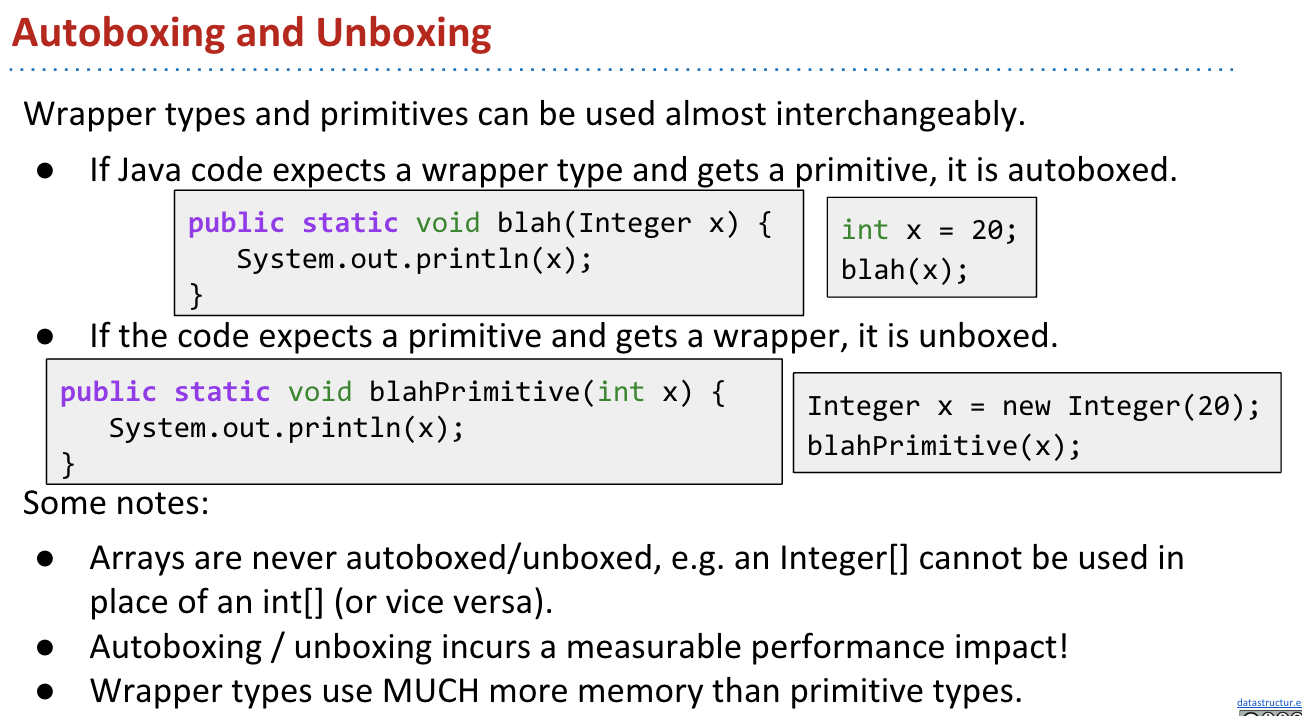 Autoboxing and Unboxing
Wrapper types and primitives can be used almost interchangeably.
● If Java code expects a wrapper type and gets a primitive, it is autoboxed.
public static void blah(Integer x) {
System.out.println(x);
}
int x = 20;
blah(x);
● If the code expects a primitive and gets a wrapper, it is unboxed.
public static void blahPrimitive(int x) {
System.out.println(x);
}
Integer x = new Integer(20);
blahPrimitive(x);
Some notes:
● Arrays are never autoboxed/unboxed, e.g. an Integer[] cannot be used in
place of an int[] (or vice versa).
● Autoboxing / unboxing incurs a measurable performance impact!
● Wrapper types use MUCH more memory than primitive types.
datastructur.e